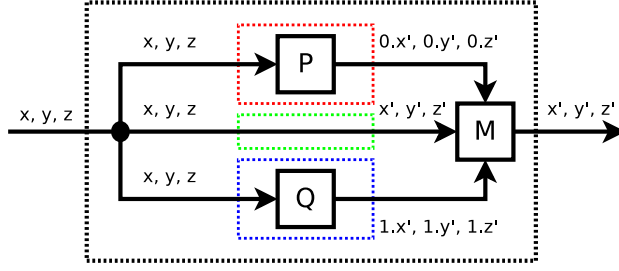 x, y, z
P
0.x', 0.y', 0.z'
x, y, z
x, y, z
x', y', z'
M
x', y', z'
x, y, z
Q
1.x', 1.y', 1.z'